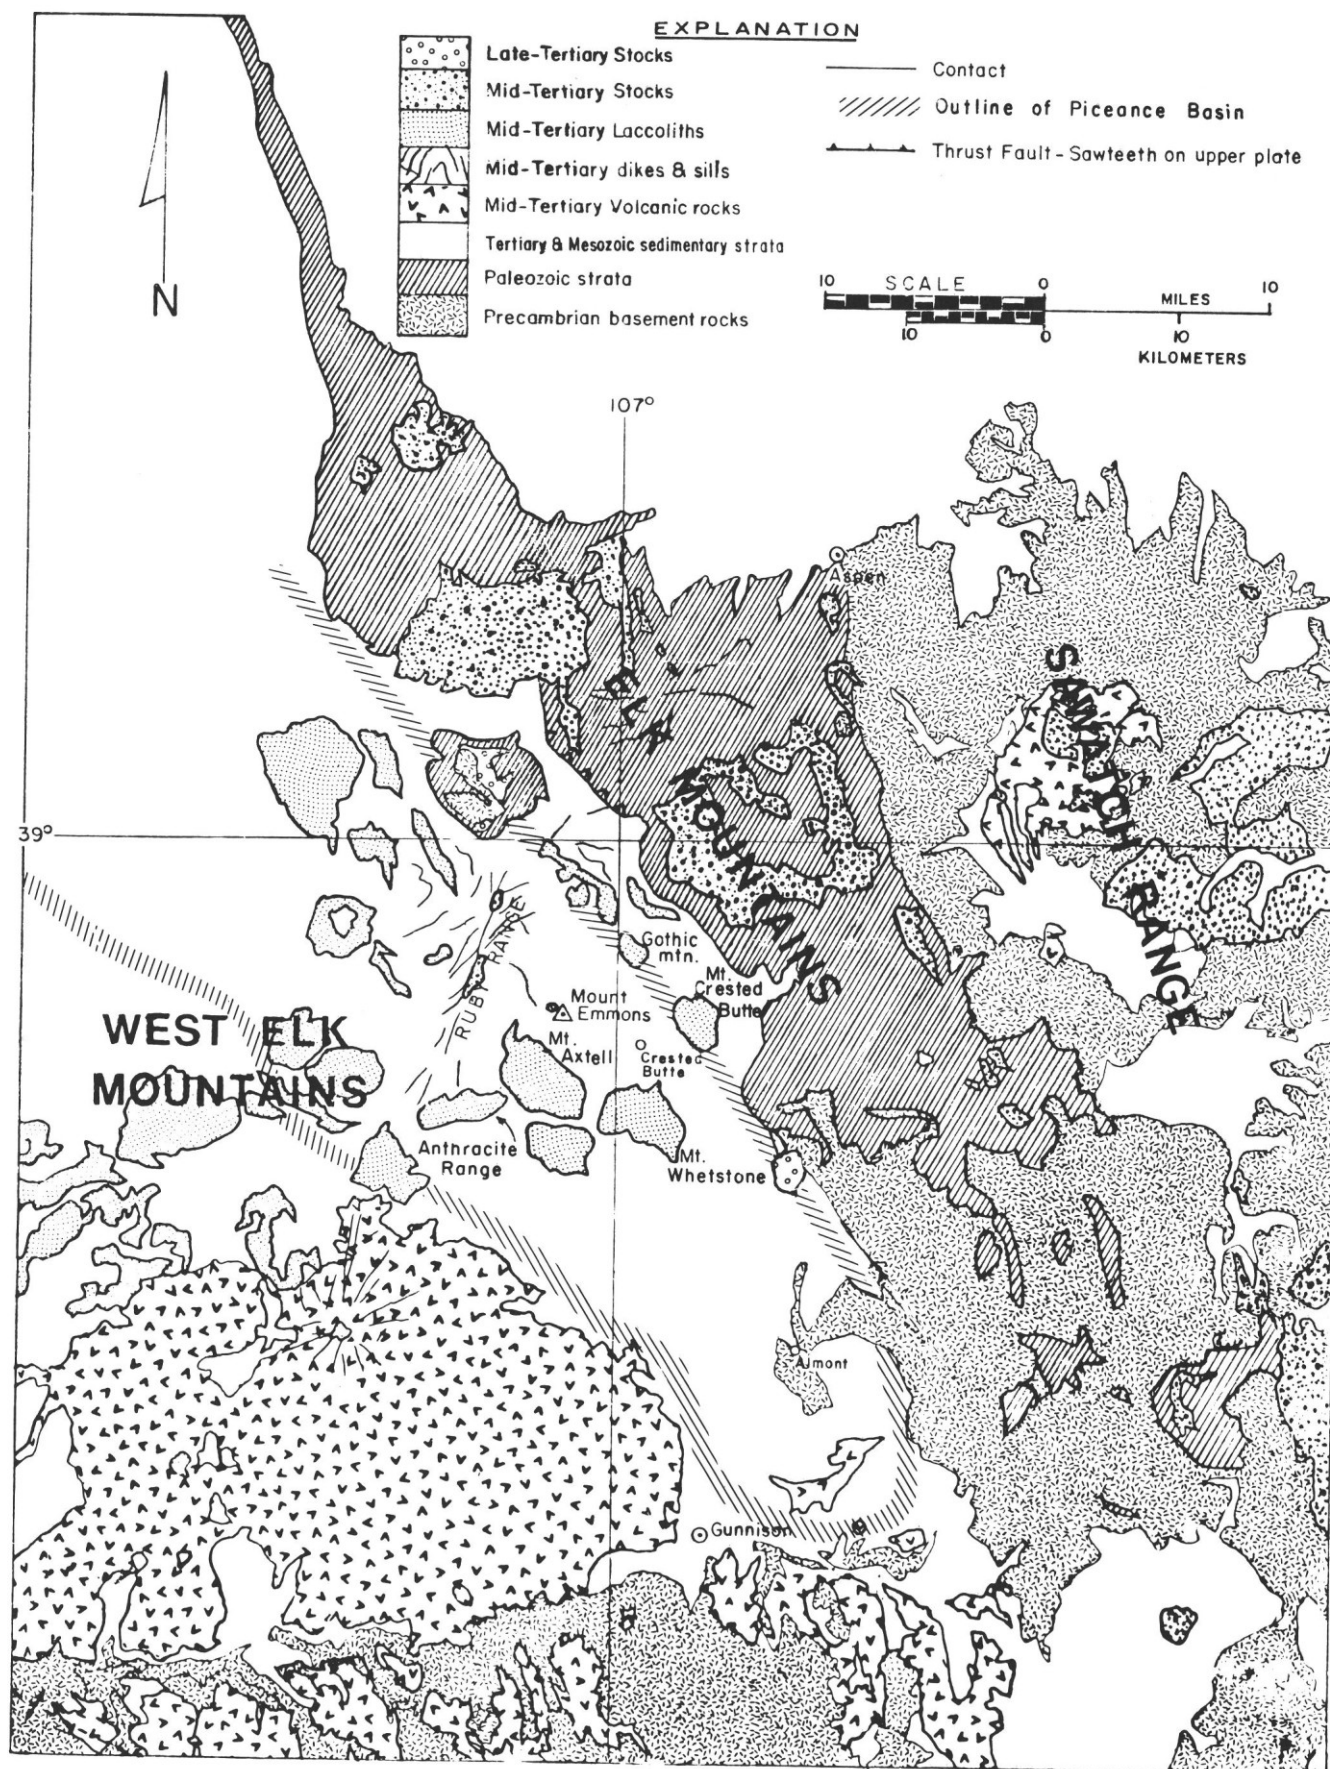 EXPLANATION
Late-Tertiary Stocks
Mid-Tertiary Stocks
Mid-Tertiary Laccoliths
Mid-Tertiary dikes & sills
Mid-Tertiary Volcanic rocks
Tertiary & Mesozoic sedimentary strata
Paleozoic strata
Precambrian basement rocks
Contact
Outline of Piceance Basin
Thrust Fault-Sawteeth on upper plate
N
10 SCALE 0 10
MILES
10 0 10
KILOMETERS
107°
Aspen
ELK MOUNTAINS
SAWATCH RANGE
39°
RUBY RANGE
Gothic
mtn.
Mt.
Crested
Butte
Mount
Emmons
WEST ELK
MOUNTAINS
Mt.
Axtell
Crested
Butte
Anthracite
Range
Mt.
Whetstone
Almont
Gunnison